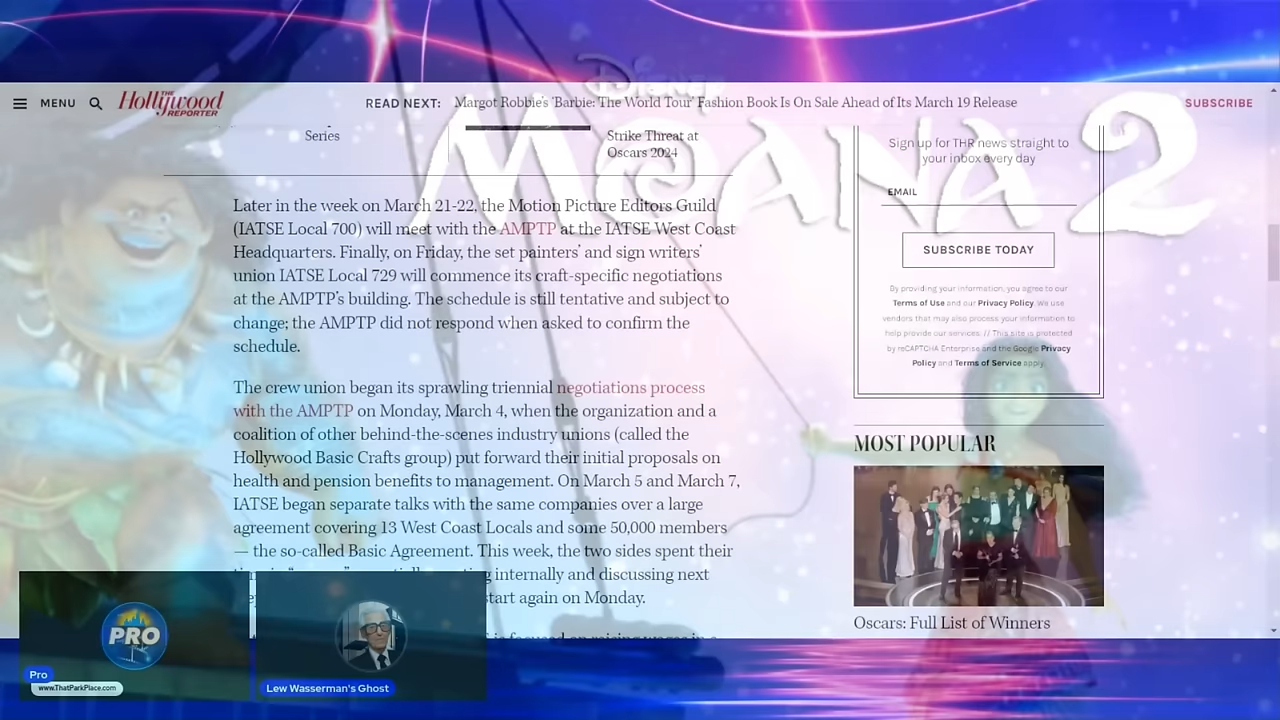 DISNEY
MOANA 2
MENU
THE
Hollywood
REPORTER
READ NEXT: Margot Robbie's 'Barbie: The World Tour' Fashion Book Is On Sale Ahead of Its March 19 Release
SUBSCRIBE
Series
Strike Threat at
Oscars 2024
Later in the week on March 21-22, the Motion Picture Editors Guild
(IATSE Local 700) will meet with the AMPTP at the IATSE West Coast
Headquarters. Finally, on Friday, the set painters' and sign writers'
union IATSE Local 729 will commence its craft-specific negotiations
at the AMPTP's building. The schedule is still tentative and subject to
change; the AMPTP did not respond when asked to confirm the
schedule.
The crew union began its sprawling triennial negotiations process
with the AMPTP on Monday, March 4, when the organization and a
coalition of other behind-the-scenes industry unions (called the
Hollywood Basic Crafts group) put forward their initial proposals on
health and pension benefits to management. On March 5 and March 7,
IATSE began separate talks with the same companies over a large
agreement covering 13 West Coast Locals and some 50,000 members
— the so-called Basic Agreement. This week, the two sides spent their
internally and discussing next
start again on Monday.
is focused on raising wages in a
Sign up for THR news straight to
your inbox every day
EMAIL
SUBSCRIBE TODAY
By providing your information, you agree to our
Terms of Use and our Privacy Policy. We use
vendors that may also process your information to
help provide our services. // This site is protected
by reCAPTCHA Enterprise and the Google Privacy
Policy and Terms of Service apply.
MOST POPULAR
Oscars: Full List of Winners
PRO
Pro
www.ThatParkPlace.com
Lew Wasserman's Ghost